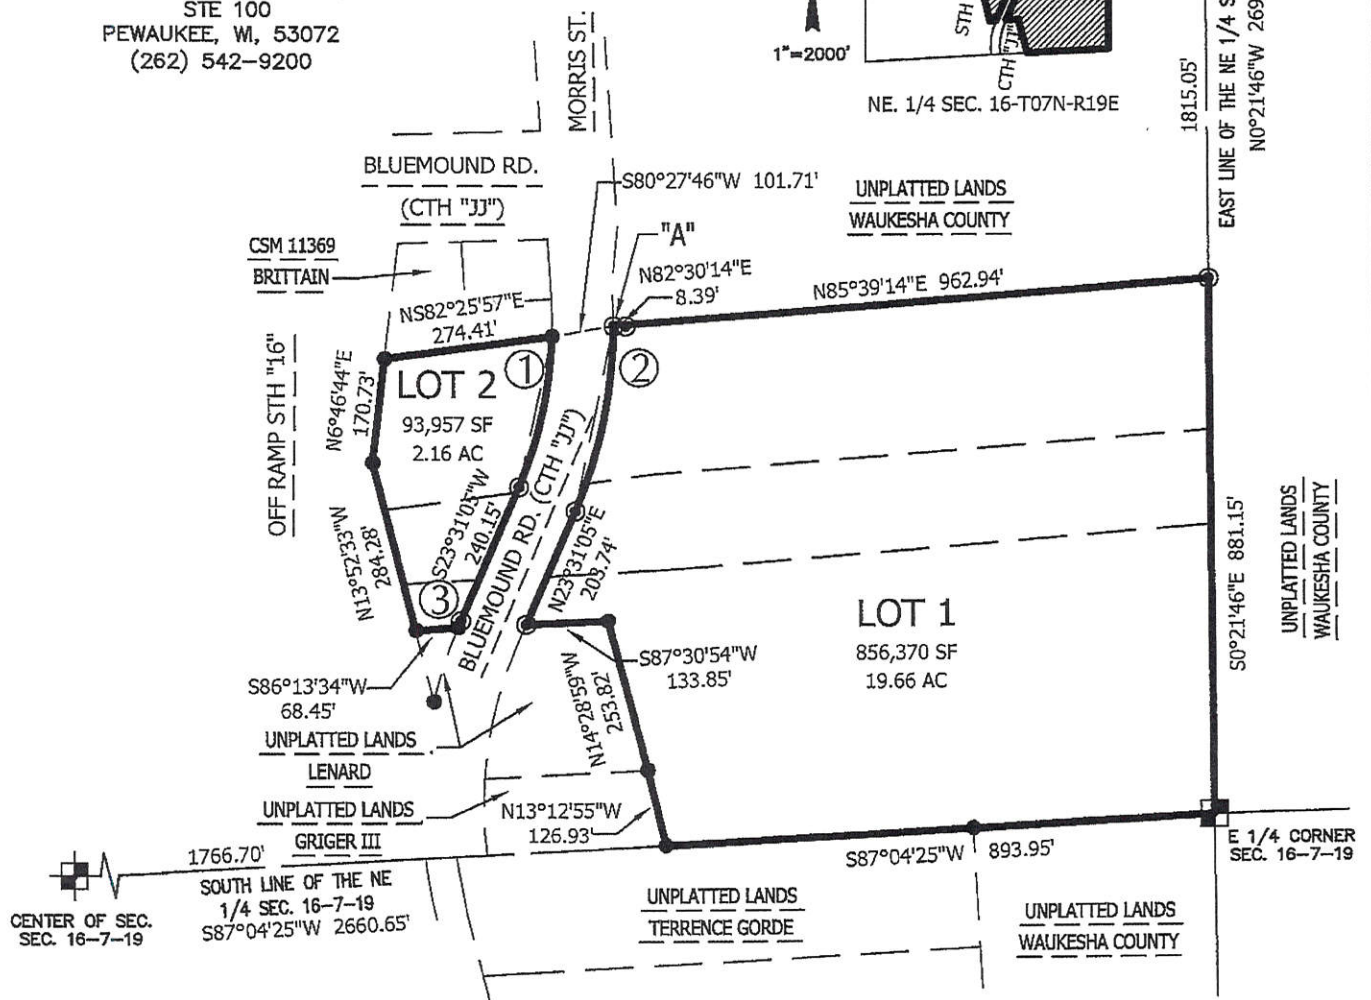 STE 100
PEWAUKEE, WI, 53072
(262) 542-9200
MORRIS ST.
1"=2000'
STH
CTH "JJ"
NE. 1/4 SEC. 16-T07N-R19E
1815.05'
EAST LINE OF THE NE 1/4 S
N0°21'46"W 269
BLUEMOUND RD.
(CTH "JJ")
S80°27'46"W 101.71'
UNPLATTED LANDS
WAUKESHA COUNTY
CSM 11369
BRITTAIN
"A"
N82°30'14"E
8.39'
N85°39'14"E 962.94'
NS82°25'57"E
274.41'
OFF RAMP STH "16"
N6°46'44"E
170.73'
LOT 2
93,957 SF
2.16 AC
1
2
N13°52'33"W
284.28'
S23°31'05"W
240.15'
BLUEMOUND RD. (CTH "JJ")
N23°31'05"E
203.74'
3
LOT 1
856,370 SF
19.66 AC
S0°21'46"E 881.15'
UNPLATTED LANDS
WAUKESHA COUNTY
S87°30'54"W
133.85'
S86°13'34"W
68.45'
N14°28'59"W
253.82'
UNPLATTED LANDS
LENARD
UNPLATTED LANDS
GRIGER III
N13°12'55"W
126.93'
S87°04'25"W 893.95'
E 1/4 CORNER
SEC. 16-7-19
1766.70'
SOUTH LINE OF THE NE
1/4 SEC. 16-7-19
S87°04'25"W 2660.65'
CENTER OF SEC.
SEC. 16-7-19
UNPLATTED LANDS
TERRENCE GORDE
UNPLATTED LANDS
WAUKESHA COUNTY